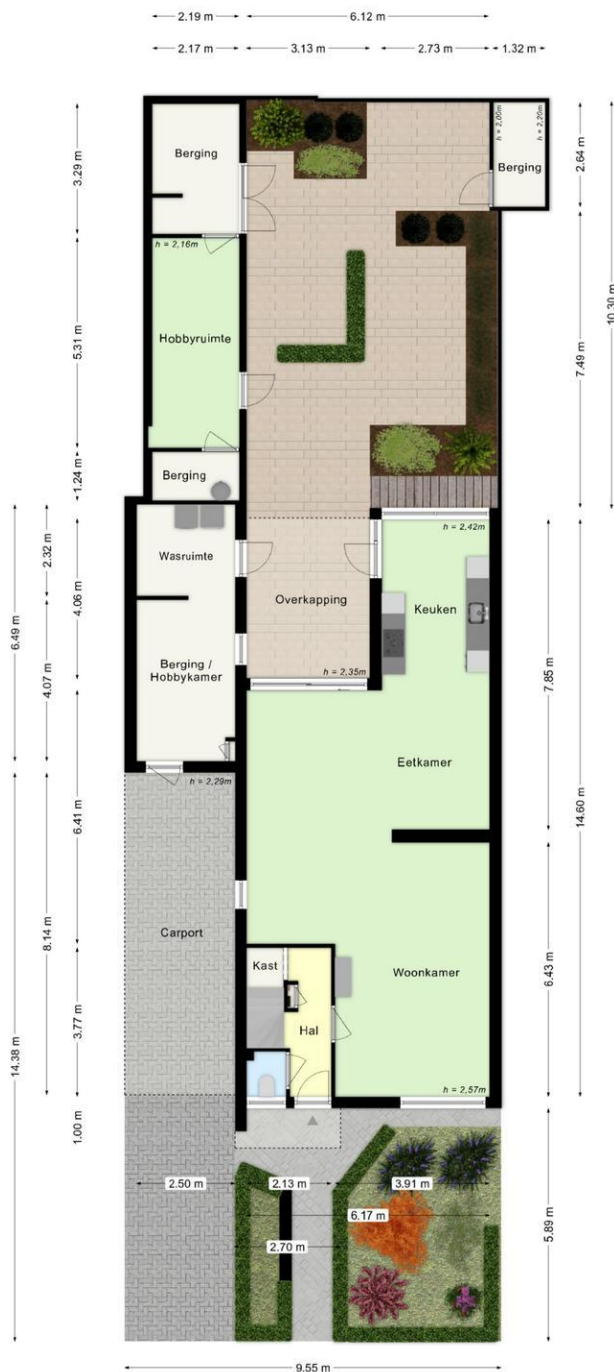 2.19 m 6.12 m
2.17 m 3.13 m 2.73 m 1.32 m
3.29 m
Berging
h = 2,00m
h = 2,20m
Berging
2.64 m
h = 2,16m
5.31 m
Hobbyruimte
7.49 m
10.30 m
1.24 m
Berging
h = 2,42m
2.32 m
Wasruimte
4.06 m
Overkapping
Keuken
6.49 m
4.07 m
Berging /
Hobbykamer
h = 2,35m
7.85 m
h = 2,29m
Eetkamer
14.60 m
6.41 m
8.14 m
Carport
Kast
Woonkamer
6.43 m
3.77 m
Hal
14.38 m
h = 2,57m
1.00 m
2.50 m 2.13 m 3.91 m
6.17 m
2.70 m
5.89 m
9.55 m